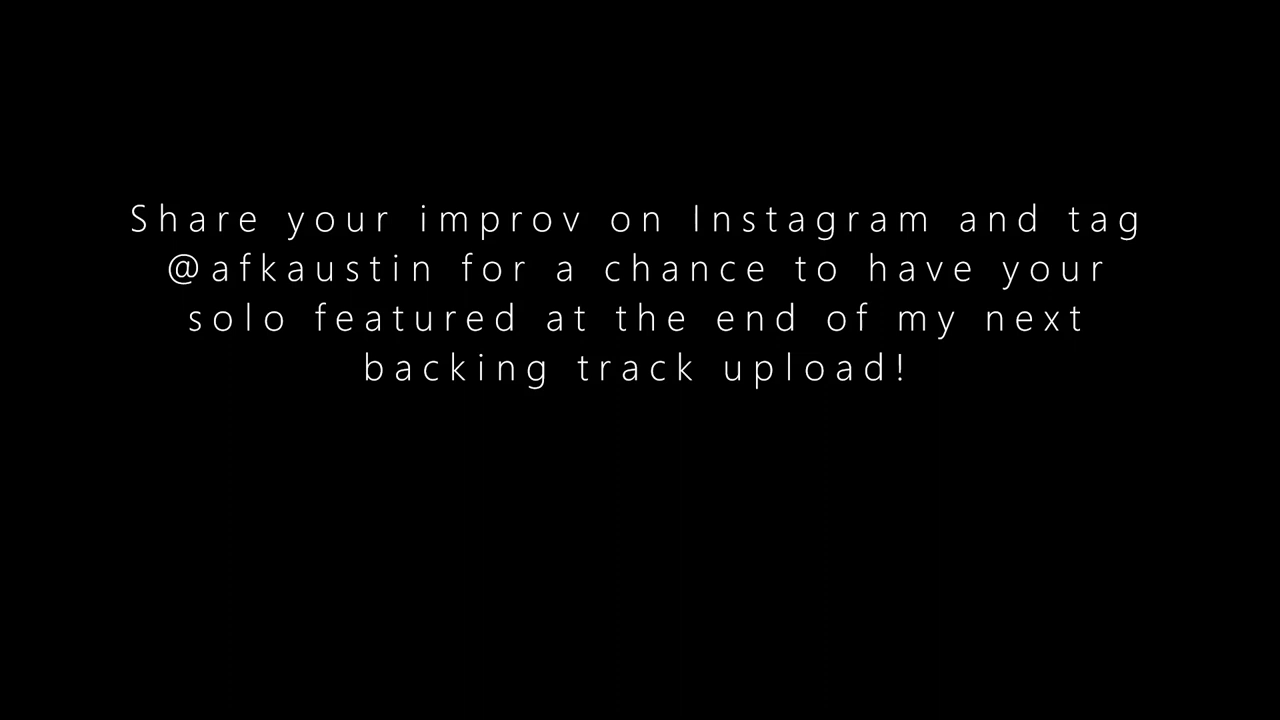 Share your improv on Instagram and tag
@afkaustin for a chance to have your
solo featured at the end of my next
backing track upload!